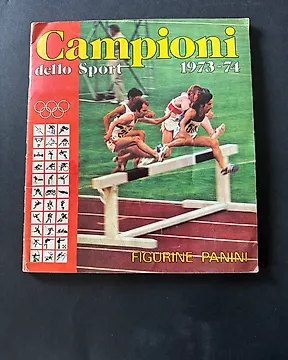 Campioni
dello Sport 1973-74
FIGURINE PANINI